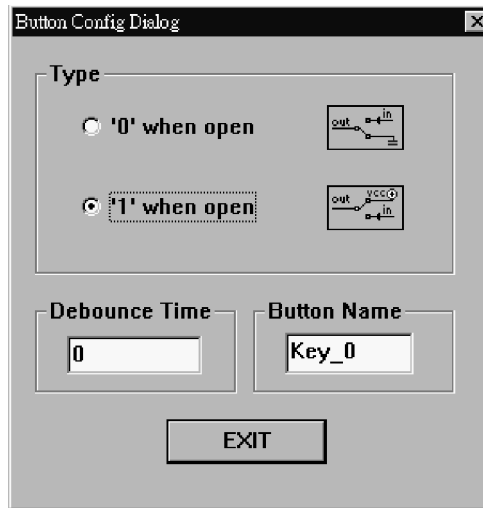 Button Config Dialog
Type
'0' when open
out in
'1' when open
out vcc in
Debounce Time
Button Name
0
Key_0
EXIT